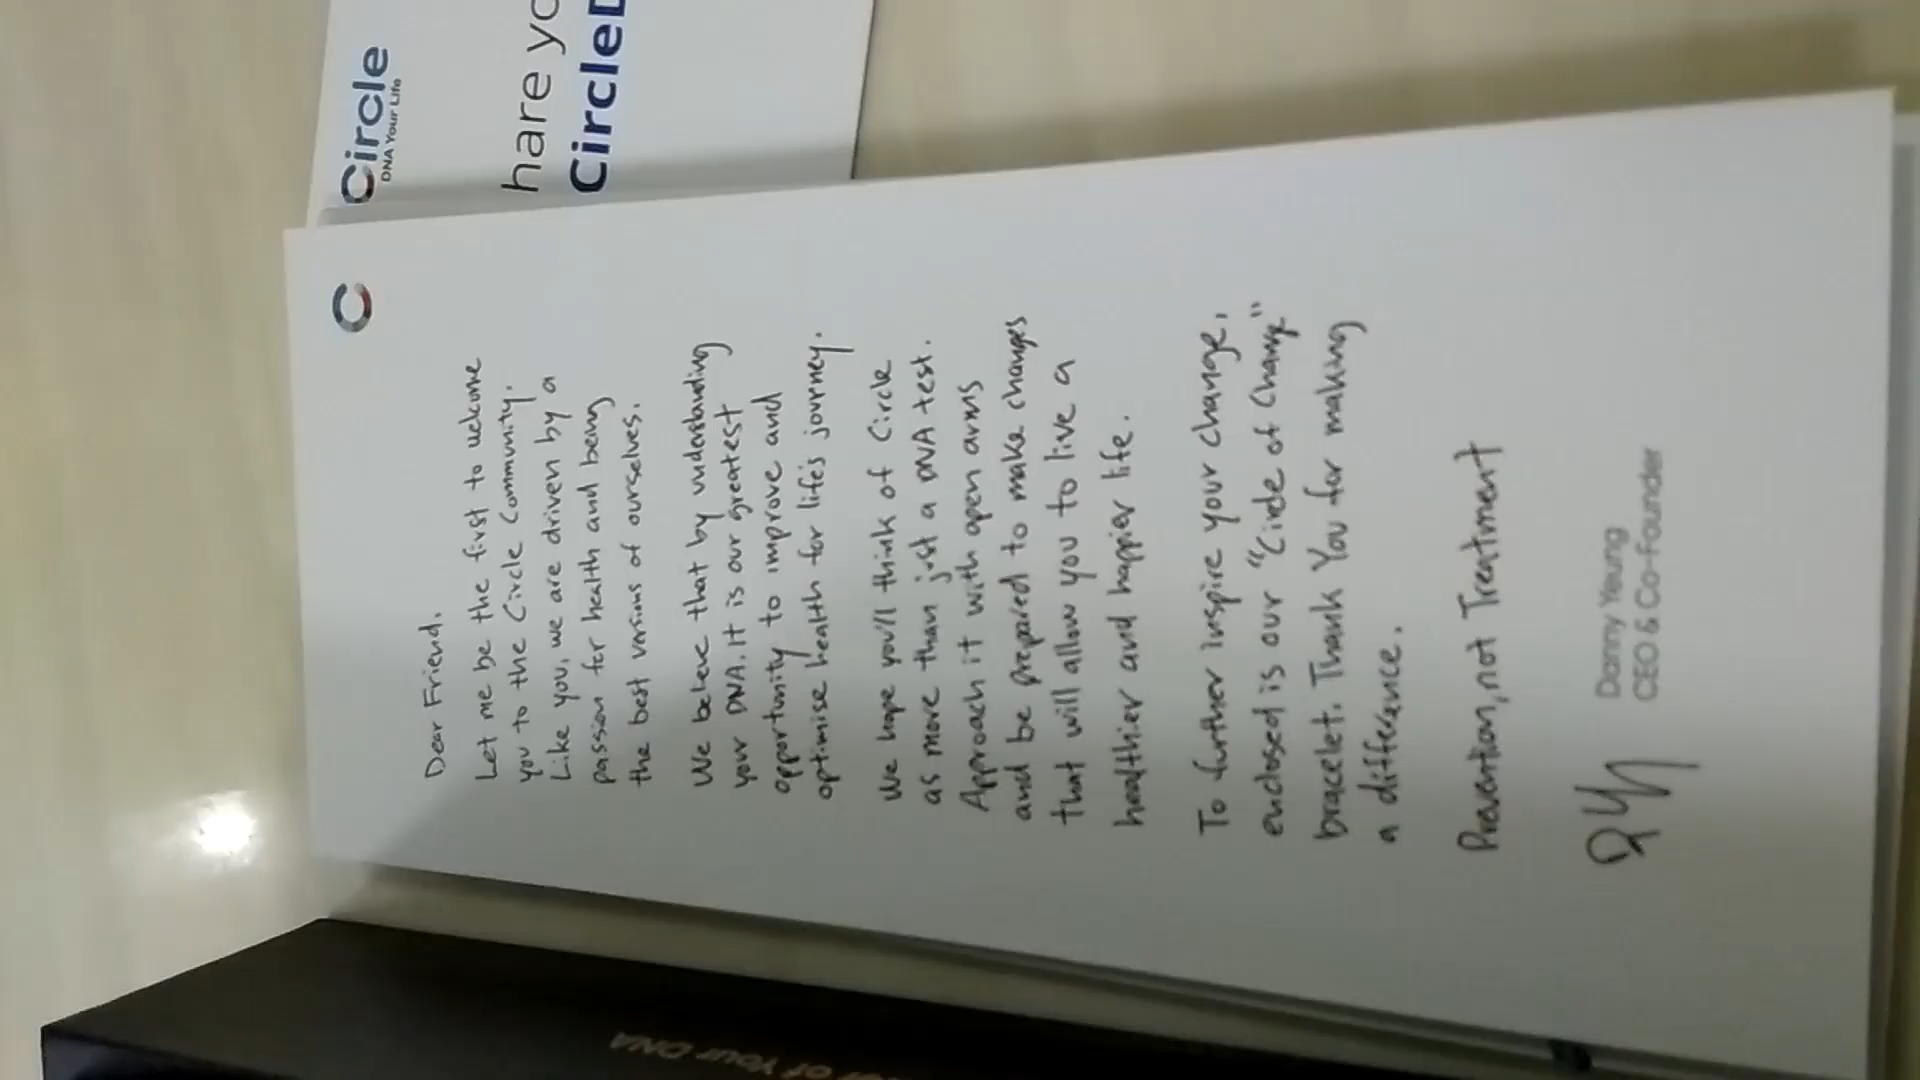 Circle
DNA Your Life
hare yo
CircleD
Dear Friend,
Let me be the first to welcome
you to the Circle Community.
Like you, we are driven by a
passion for health and being
the best versions of ourselves.
We believe that by understanding
your DNA. It is our greatest
opportunity to improve and
optimise health for life's journey.
We hope you'll think of Circle
as more than just a DNA test.
Approach it with open arms
and be prepared to make changes
that will allow you to live a
healthier and happier life.
To further inspire your change,
enclosed is our "Circle of Change"
bracelet. Thank You for making
a difference.
Prevention, not Treatment
Danny Yeung
CEO & Co-Founder
of Your DNA